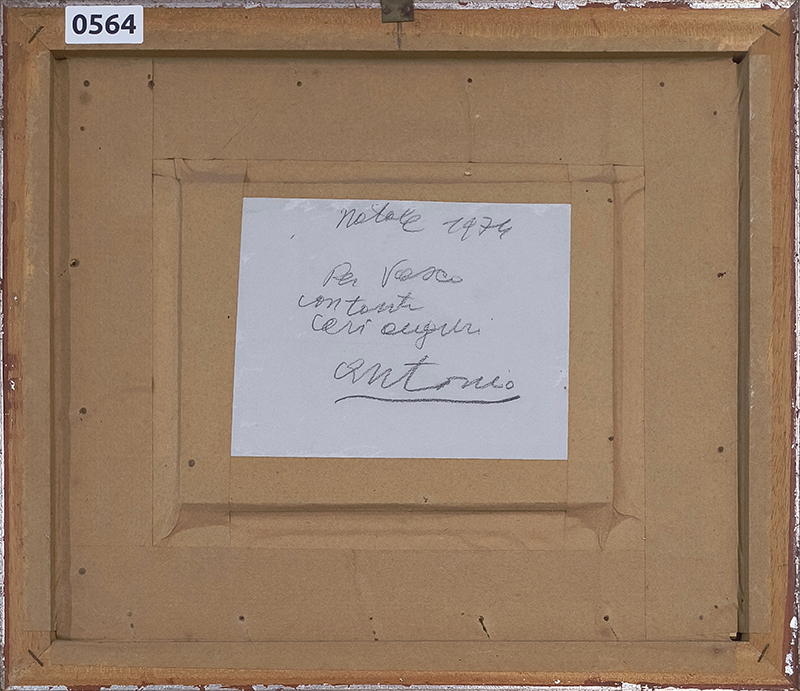 0564
Natale 1974
Per Vasco
con tanti
cari auguri
Antonio